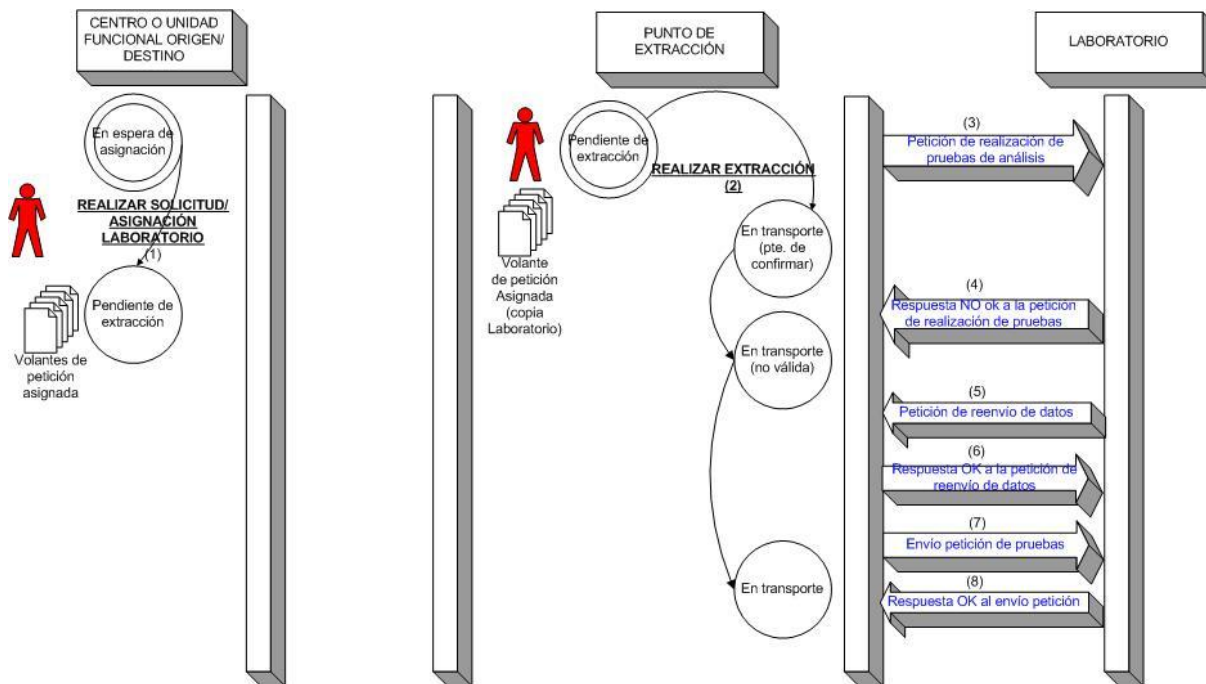 CENTRO O UNIDAD
FUNCIONAL ORIGEN/
DESTINO
PUNTO DE
EXTRACCIÓN
LABORATORIO
En espera de
asignación
REALIZAR SOLICITUD/
ASIGNACIÓN
LABORATORIO
(1)
Pendiente de
extracción
Volantes de
petición
asignada
Pendiente de
extracción
REALIZAR EXTRACCIÓN
(2)
Volante
de petición
Asignada
(copia
Laboratorio)
En transporte
(pte. de
confirmar)
En transporte
(no válida)
En transporte
(3)
Petición de realización de
pruebas de análisis
(4)
Respuesta NO ok a la petición
de realización de pruebas
(5)
Petición de reenvío de datos
(6)
Respuesta OK a la petición de
reenvío de datos
(7)
Envío petición de pruebas
(8)
Respuesta OK al envío petición